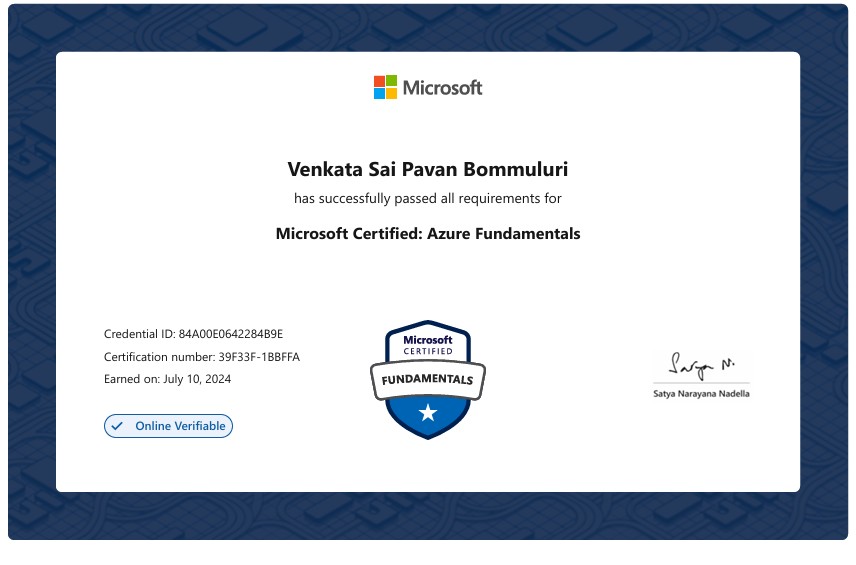 Microsoft
Venkata Sai Pavan Bommuluri
has successfully passed all requirements for
Microsoft Certified: Azure Fundamentals
Credential ID: 84A00E0642284B9E
Certification number: 39F33F-1BBFFA
Earned on: July 10, 2024
Online Verifiable
Microsoft
CERTIFIED
FUNDAMENTALS
Satya N.
Satya Narayana Nadella